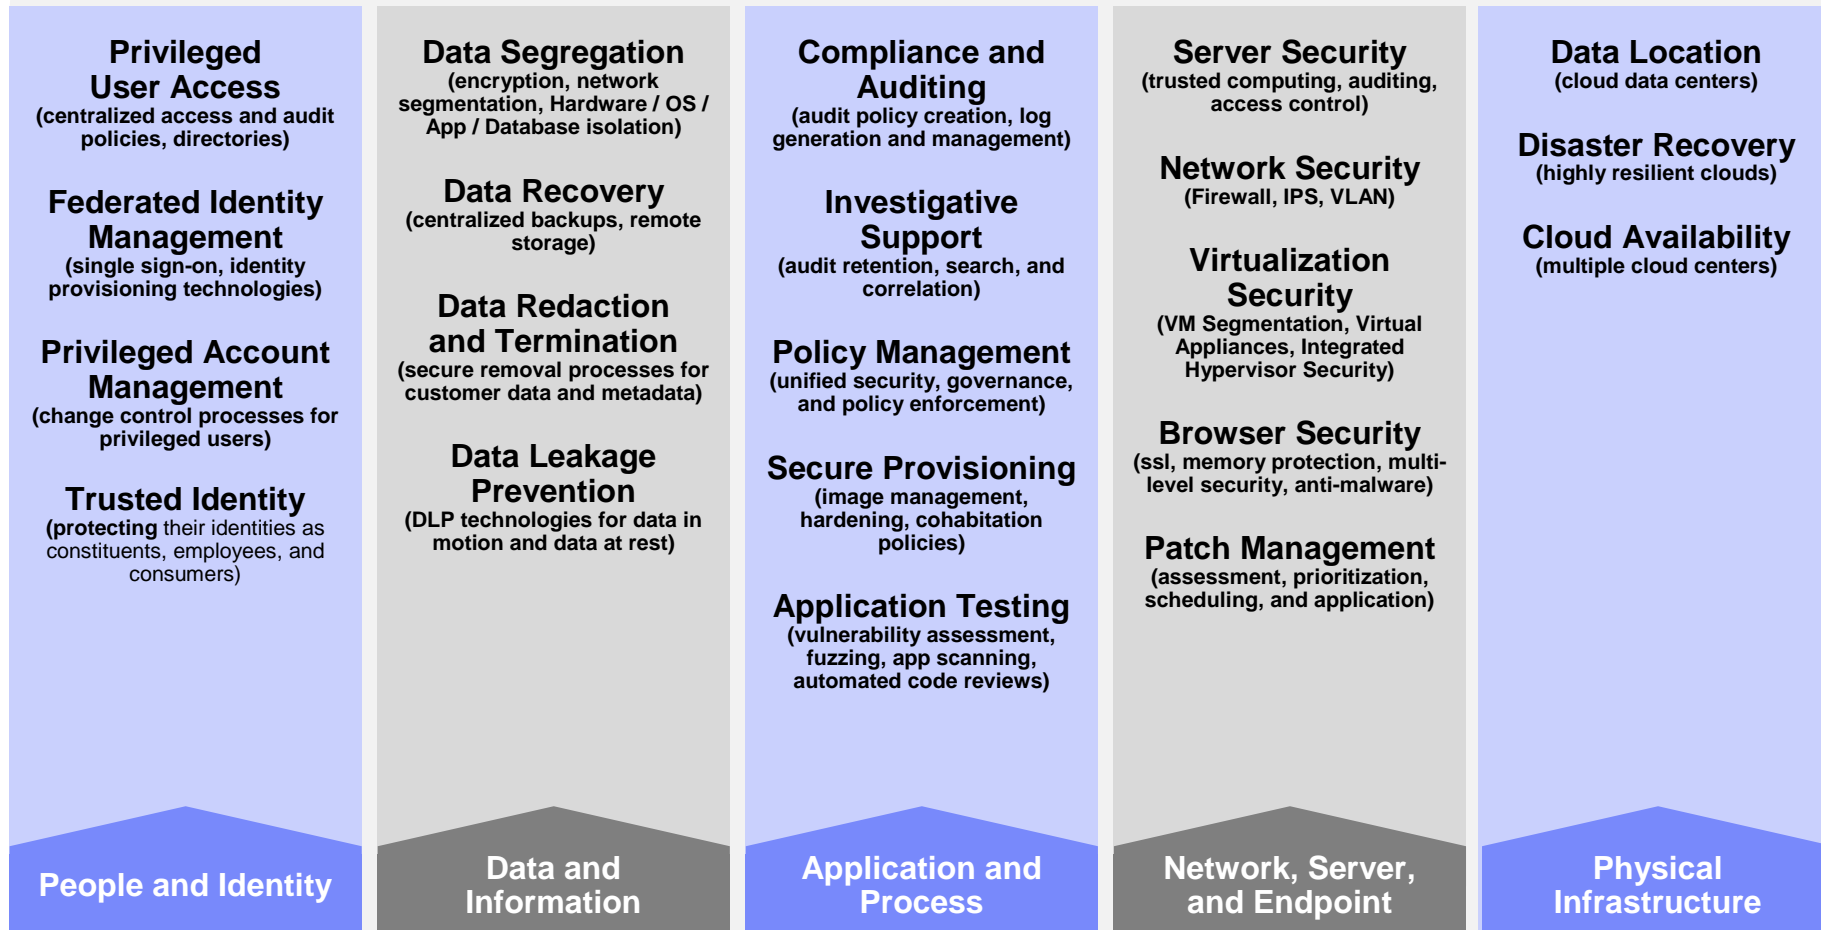 Privileged
User Access
(centralized access and audit
policies, directories)
Federated Identity
Management
(single sign-on, identity
provisioning technologies)
Privileged Account
Management
(change control processes for
privileged users)
Trusted Identity
(protecting their identities as
constituents, employees, and
consumers)
People and Identity
Data Segregation
(encryption, network
segmentation, Hardware / OS /
App / Database isolation)
Data Recovery
(centralized backups, remote
storage)
Data Redaction
and Termination
(secure removal processes for
customer data and metadata)
Data Leakage
Prevention
(DLP technologies for data in
motion and data at rest)
Data and
Information
Compliance and
Auditing
(audit policy creation, log
generation and management)
Investigative
Support
(audit retention, search, and
correlation)
Policy Management
(unified security, governance,
and policy enforcement)
Secure Provisioning
(image management,
hardening, cohabitation
policies)
Application Testing
(vulnerability assessment,
fuzzing, app scanning,
automated code reviews)
Application and
Process
Server Security
(trusted computing, auditing,
access control)
Network Security
(Firewall, IPS, VLAN)
Virtualization
Security
(VM Segmentation, Virtual
Appliances, Integrated
Hypervisor Security)
Browser Security
(ssl, memory protection, multi-
level security, anti-malware)
Patch Management
(assessment, prioritization,
scheduling, and application)
Network, Server,
and Endpoint
Data Location
(cloud data centers)
Disaster Recovery
(highly resilient clouds)
Cloud Availability
(multiple cloud centers)
Physical
Infrastructure